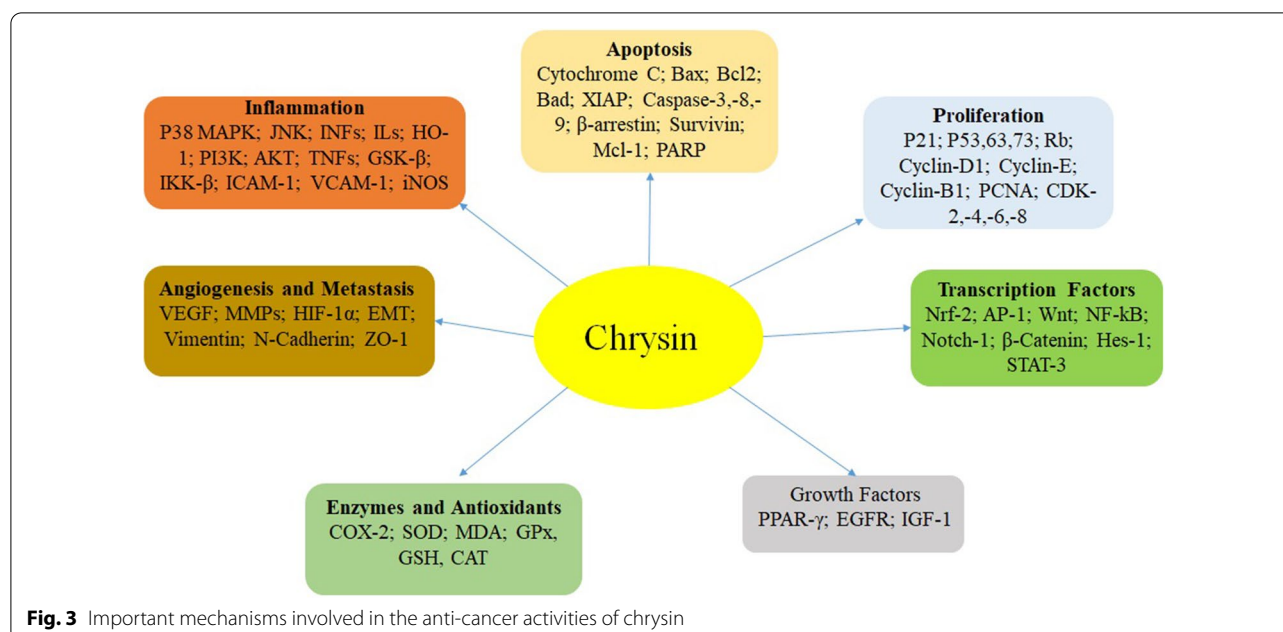 Apoptosis
Cytochrome C; Bax; Bcl2;
Bad; XIAP; Caspase-3,-8,-
9; β-arrestin; Survivin;
Mcl-1; PARP
Inflammation
P38 MAPK; JNK; INFs; ILs; HO-
1; PI3K; AKT; TNFs; GSK-β;
IKK-β; ICAM-1; VCAM-1; iNOS
Proliferation
P21; P53,63,73; Rb;
Cyclin-D1; Cyclin-E;
Cyclin-B1; PCNA; CDK-
2,-4,-6,-8
Angiogenesis and Metastasis
VEGF; MMPs; HIF-1α; EMT;
Vimentin; N-Cadherin; ZO-1
Chrysin
Transcription Factors
Nrf-2; AP-1; Wnt; NF-kB;
Notch-1; β-Catenin; Hes-1;
STAT-3
Enzymes and Antioxidants
COX-2; SOD; MDA; GPx,
GSH, CAT
Growth Factors
PPAR-γ; EGFR; IGF-1
Fig. 3 Important mechanisms involved in the anti-cancer activities of chrysin